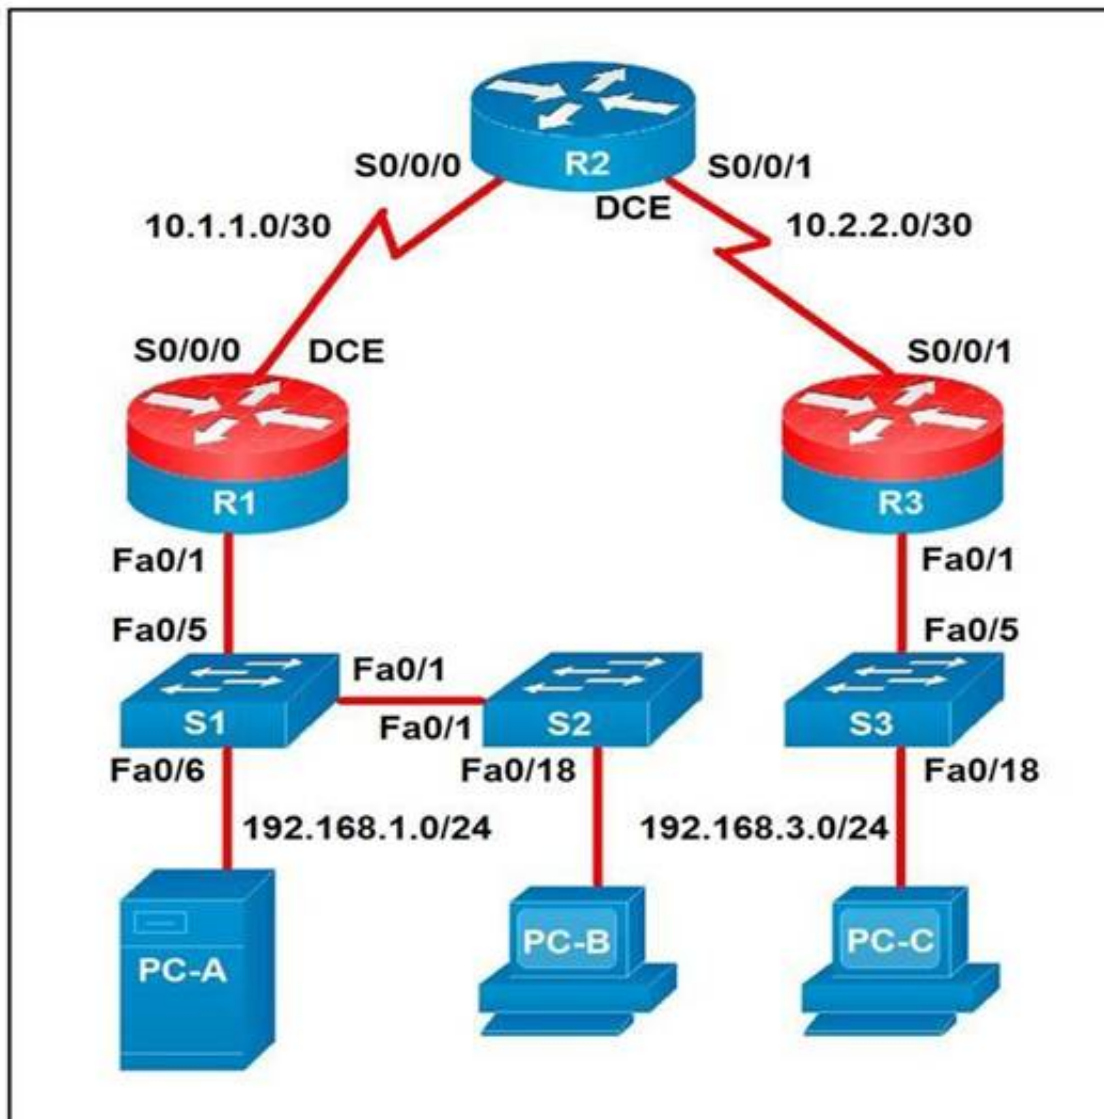 R2
S0/0/0
S0/0/1
DCE
10.1.1.0/30
10.2.2.0/30
S0/0/0
DCE
S0/0/1
R1
R3
Fa0/1
Fa0/1
Fa0/5
Fa0/5
Fa0/1
S1
Fa0/1
S2
S3
Fa0/6
Fa0/18
Fa0/18
192.168.1.0/24
192.168.3.0/24
PC-A
PC-B
PC-C